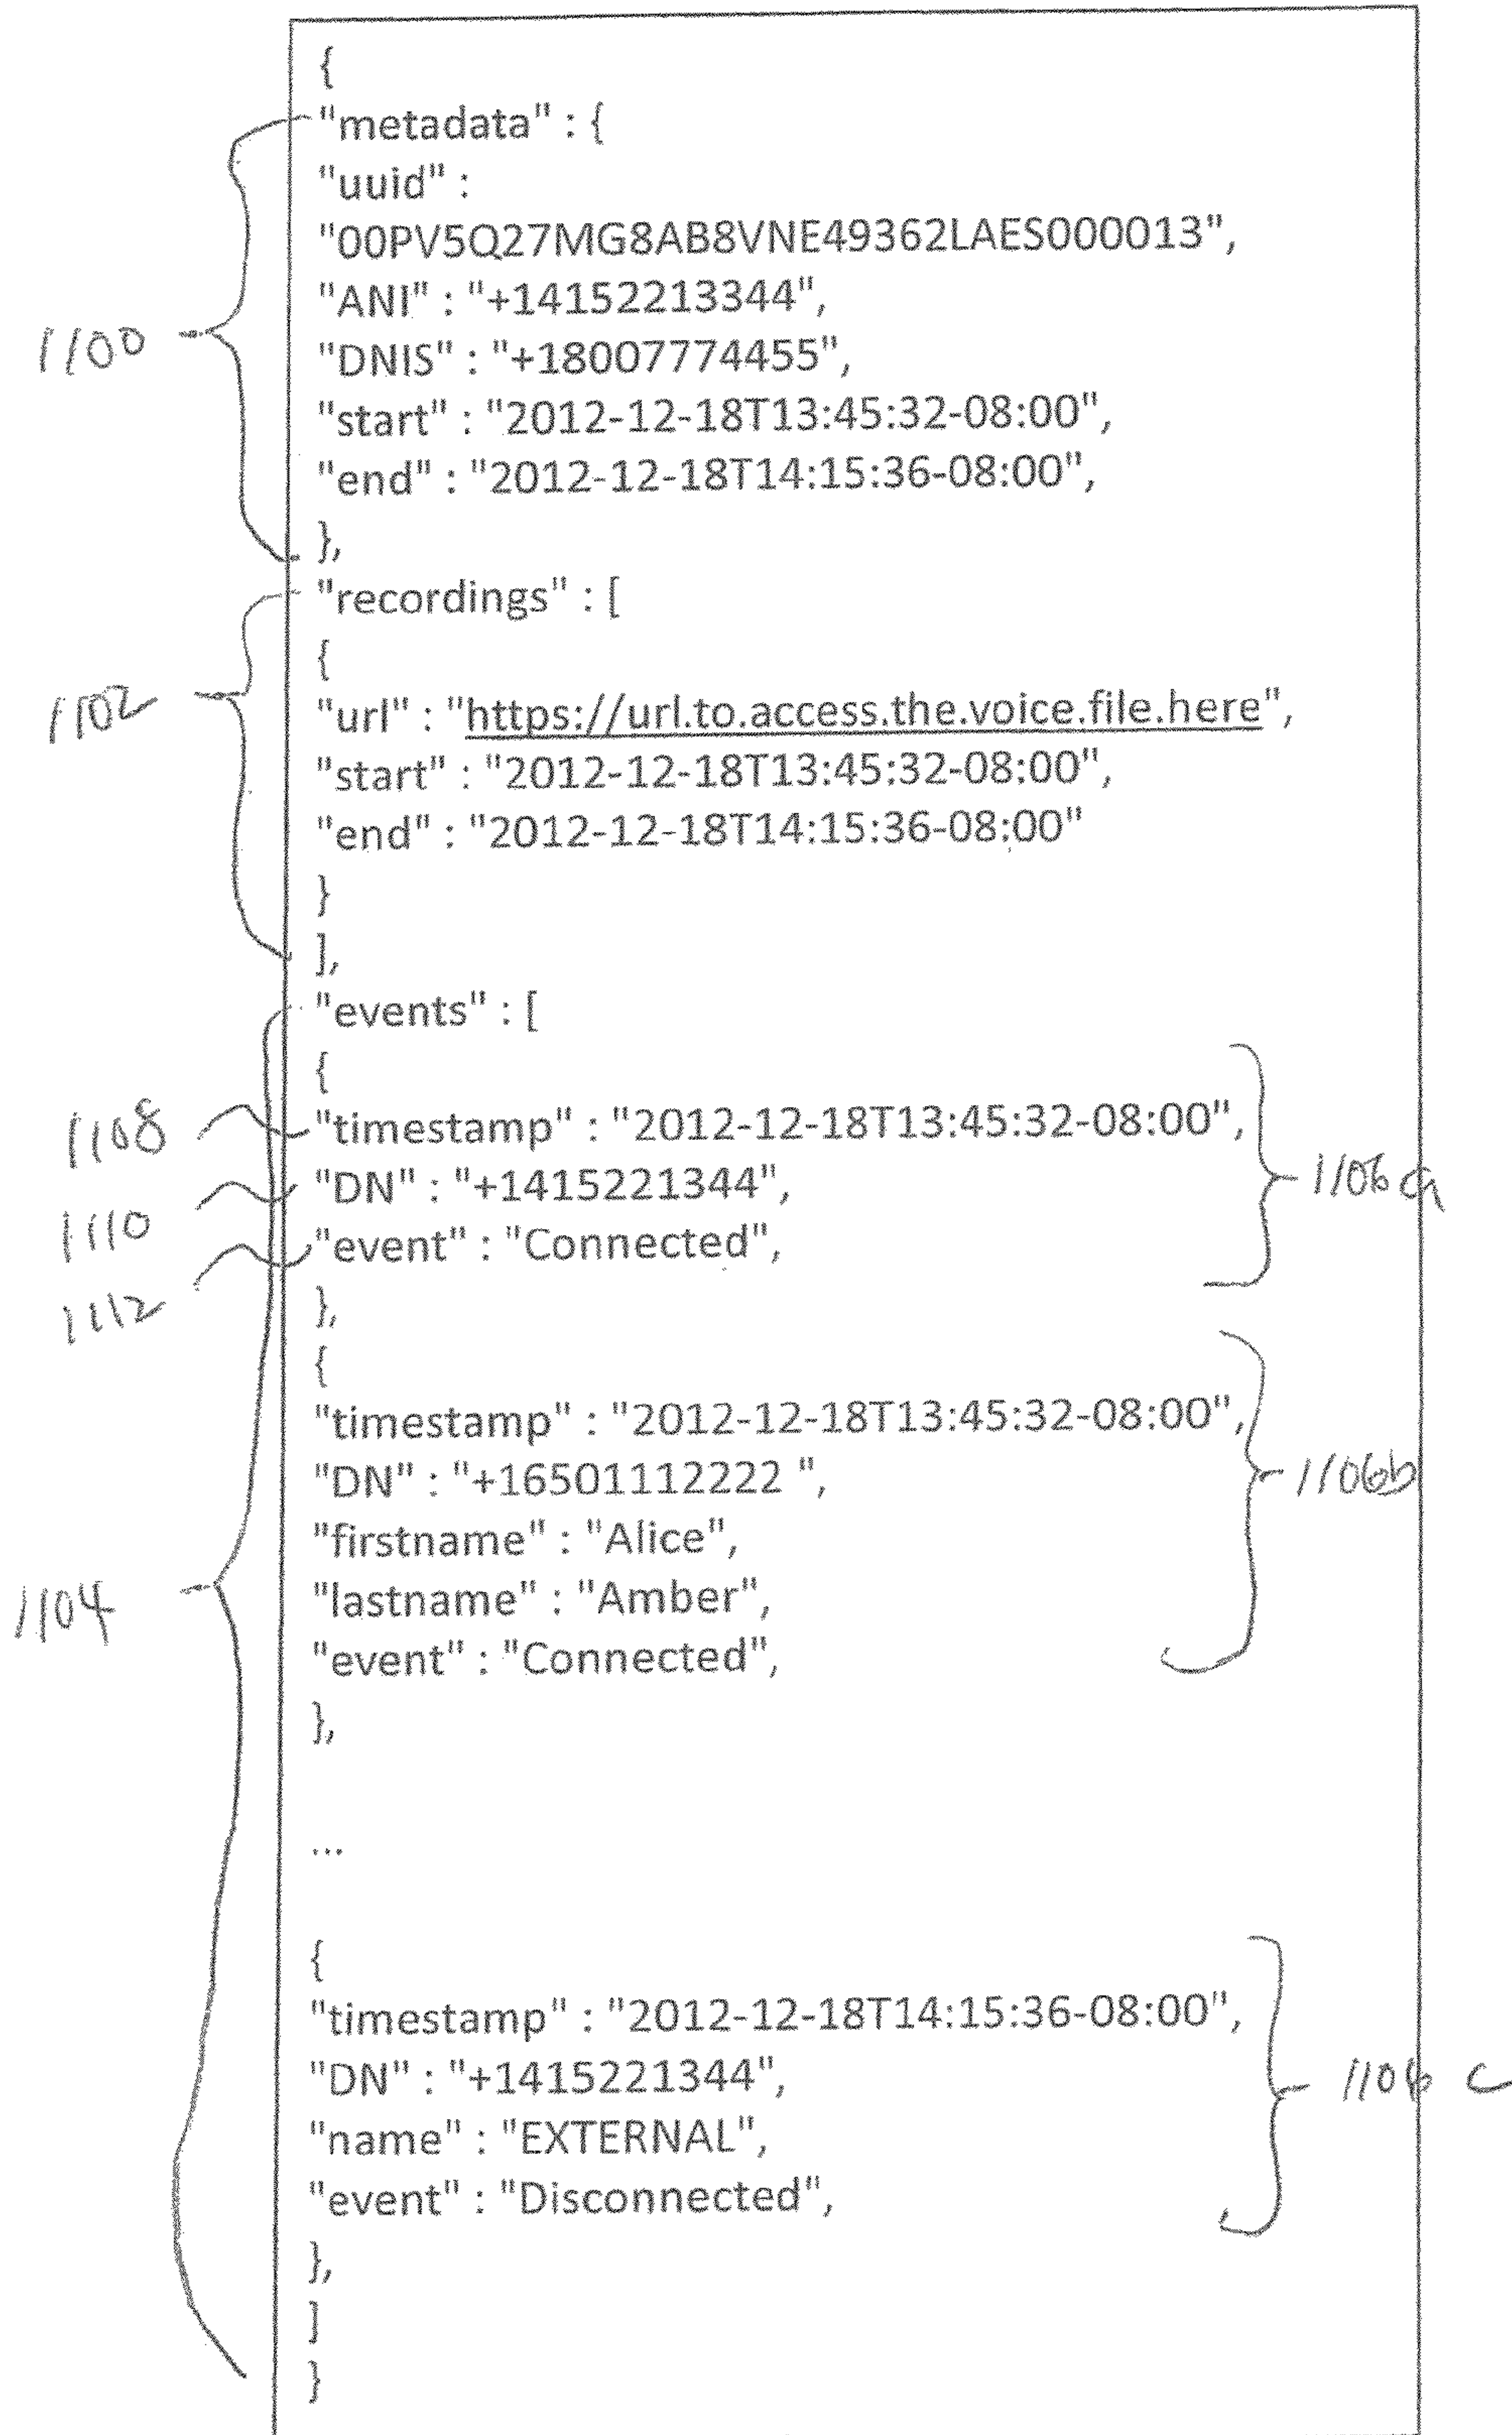 {
"metadata" : {
"uuid" :
"00PV5Q27MG8AB8VNE49362LAES000013",
"ANI" : "+14152213344",
1100
"DNIS" : "+18007774455",
"start" : "2012-12-18T13:45:32-08:00",
"end" : "2012-12-18T14:15:36-08:00",
},
"recordings" : [
{
1102
"url" : "https://url.to.access.the.voice.file.here",
"start" : "2012-12-18T13:45:32-08:00",
"end" : "2012-12-18T14:15:36-08:00"
}
],
"events" : [
{
1108
"timestamp" : "2012-12-18T13:45:32-08:00",
1110
"DN" : "+1415221344",
1106a
1112
"event" : "Connected",
},
{
"timestamp" : "2012-12-18T13:45:32-08:00",
"DN" : "+16501112222 ",
1106b
"firstname" : "Alice",
1104
"lastname" : "Amber",
"event" : "Connected",
},
...
{
"timestamp" : "2012-12-18T14:15:36-08:00",
"DN" : "+1415221344",
1106 c
"name" : "EXTERNAL",
"event" : "Disconnected",
},
]
}